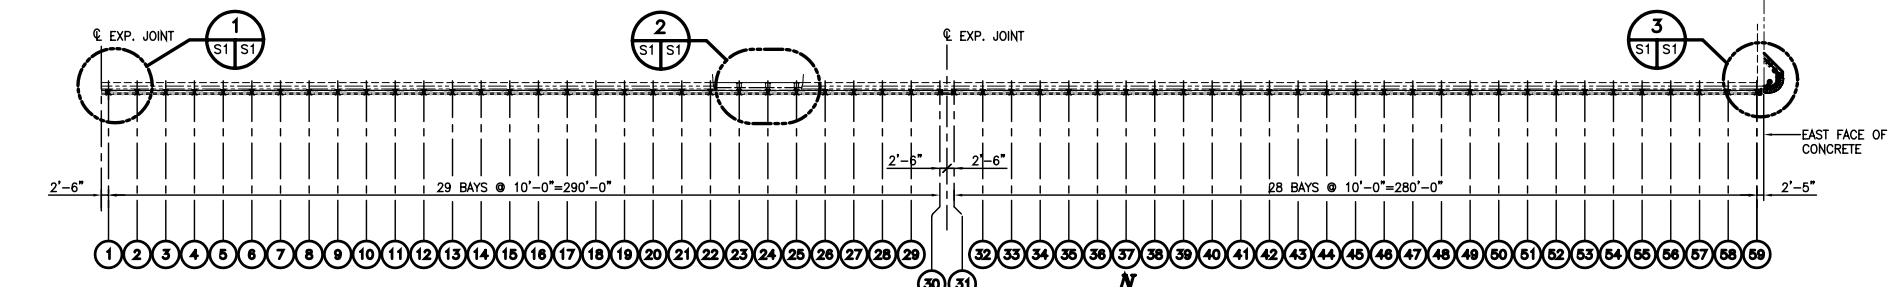 1
S1 S1
2
S1 S1
3
S1 S1
℄ EXP. JOINT
℄ EXP. JOINT
EAST FACE OF
CONCRETE
2'-6" 2'-6"
2'-6" 29 BAYS @ 10'-0"=290'-0" 28 BAYS @ 10'-0"=280'-0" 2'-5"
1 2 3 4 5 6 7 8 9 10 11 12 13 14 15 16 17 18 19 20 21 22 23 24 25 26 27 28 29 32 33 34 35 36 37 38 39 40 41 42 43 44 45 46 47 48 49 50 51 52 53 54 55 56 57 58 59
30 31 N